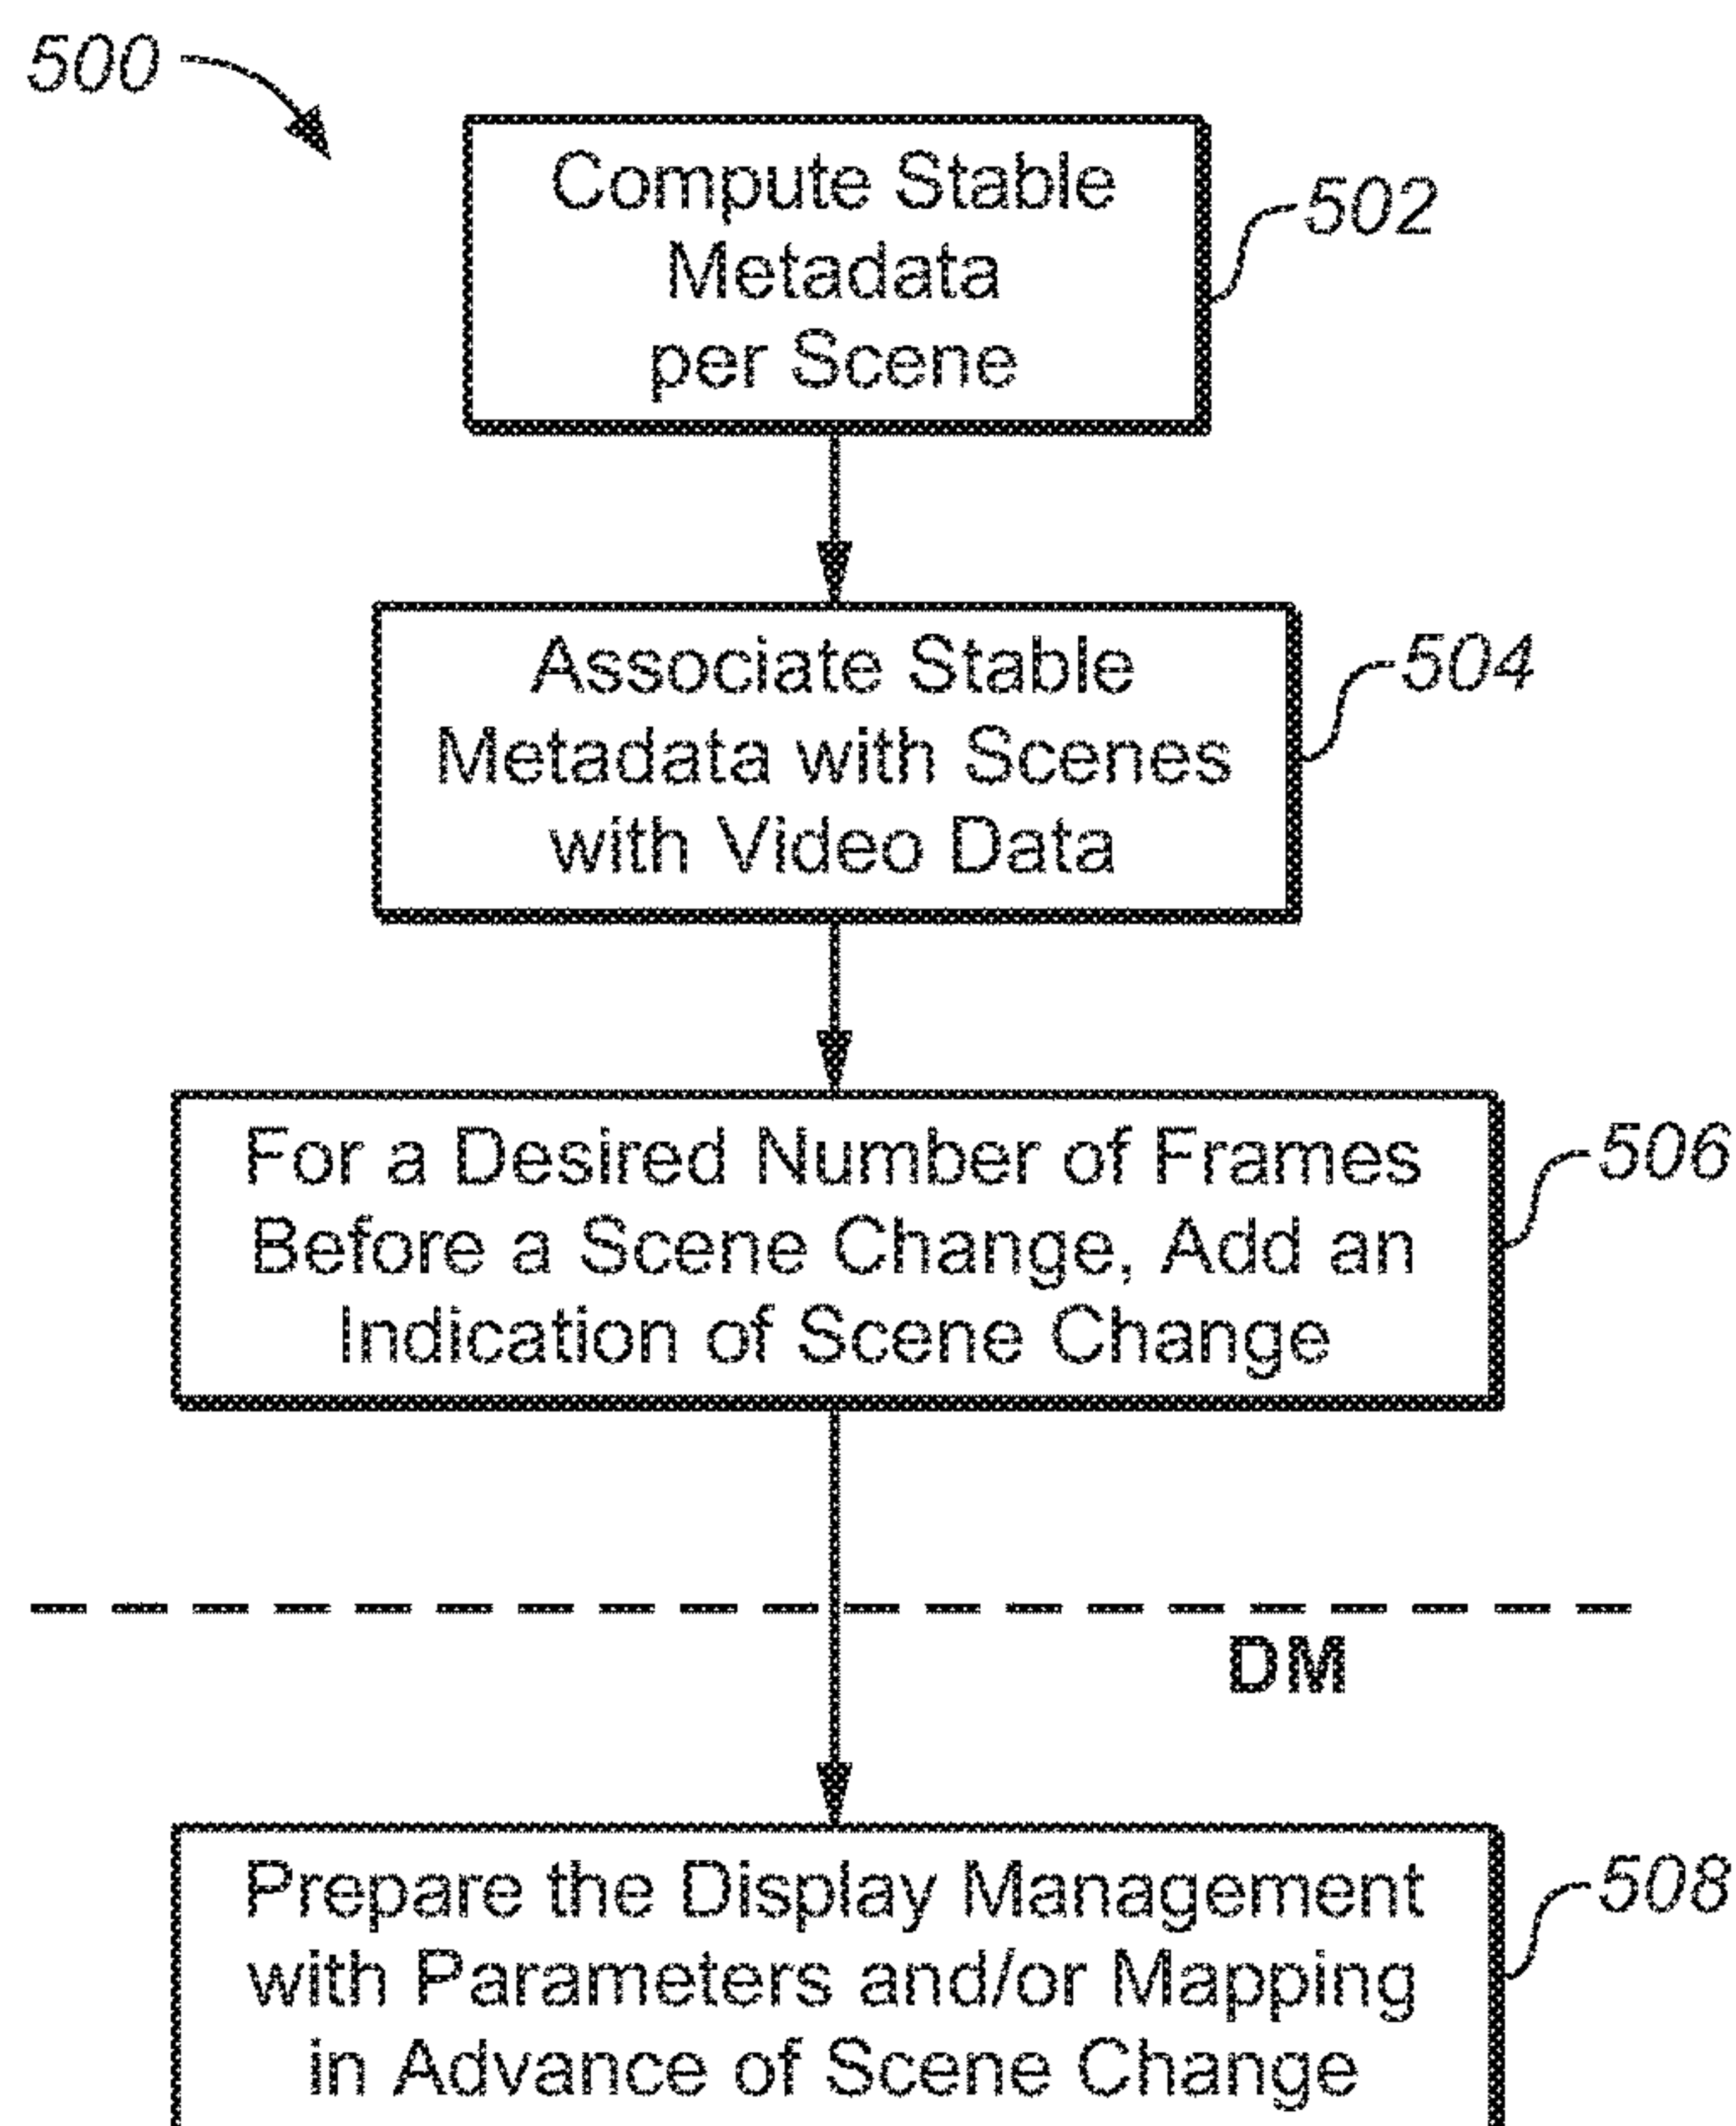 500
Compute Stable
Metadata
per Scene
502
Associate Stable
Metadata with Scenes
with Video Data
504
For a Desired Number of Frames
Before a Scene Change, Add an
Indication of Scene Change
506
DM
Prepare the Display Management
with Parameters and/or Mapping
in Advance of Scene Change
508